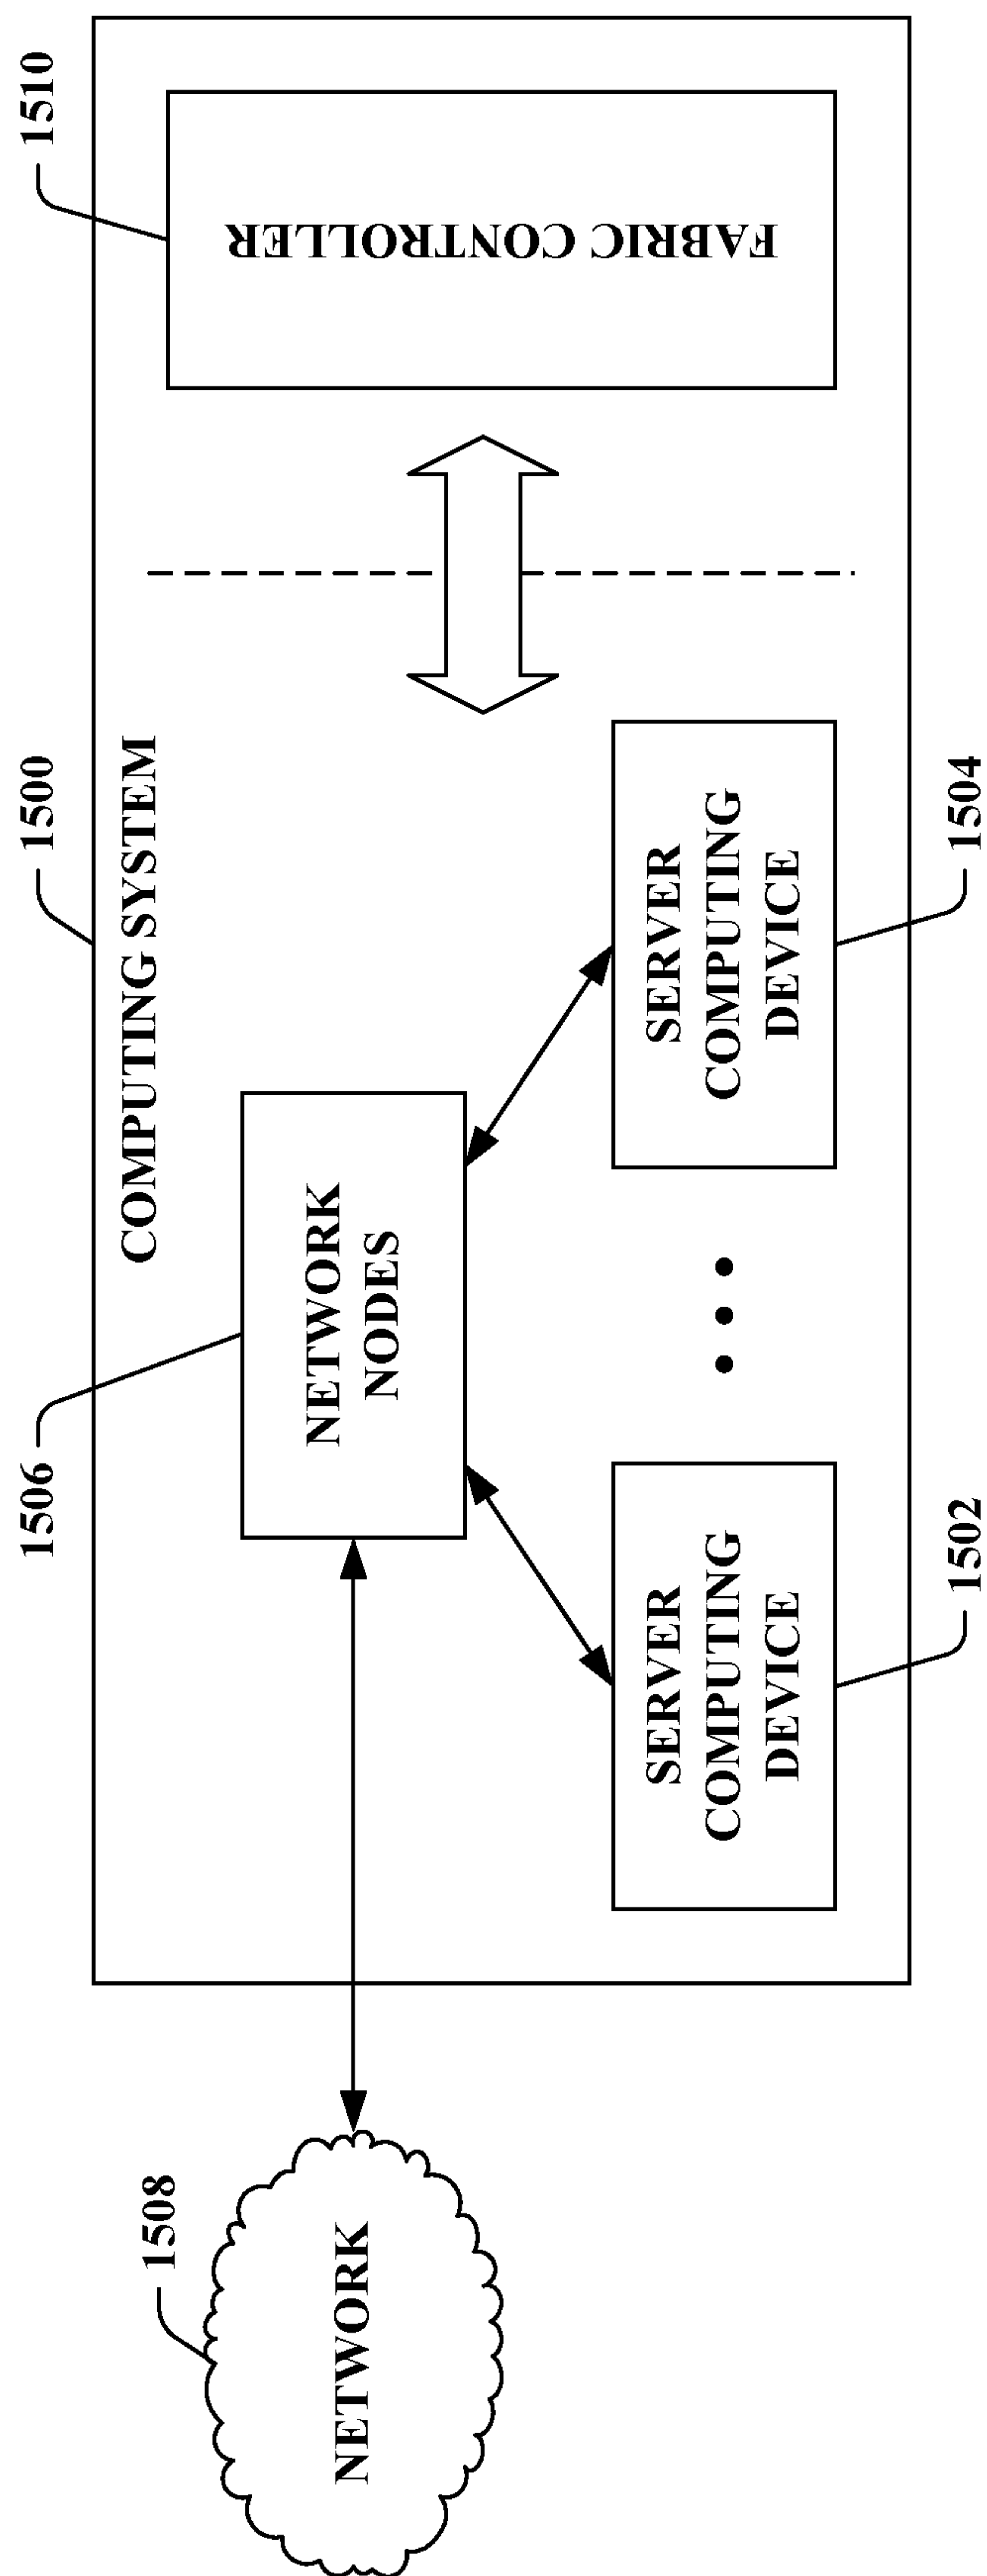 1500
1510
COMPUTING SYSTEM
1506
1508
NETWORK
NODES
NETWORK
FABRIC CONTROLLER
SERVER
COMPUTING
DEVICE
SERVER
COMPUTING
DEVICE
1502
1504